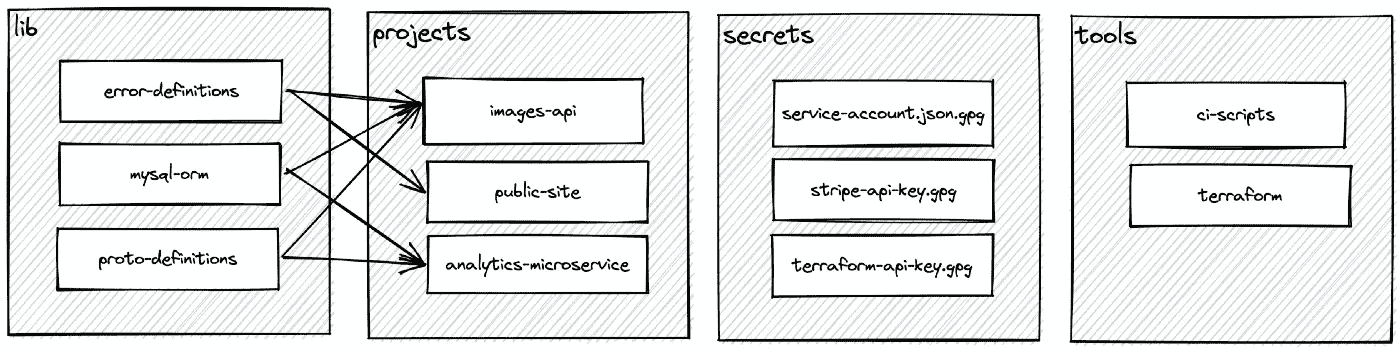 lib
error-definitions
mysql-orm
proto-definitions
projects
images-api
public-site
analytics-microservice
secrets
service-account.json.gpg
stripe-api-key.gpg
terraform-api-key.gpg
tools
ci-scripts
terraform